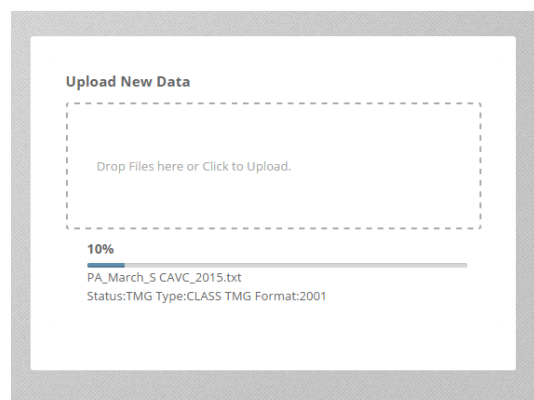 Upload New Data
Drop Files here or Click to Upload.
10%
PA_March_S CAVC_2015.txt
Status:TMG Type:CLASS TMG Format:2001